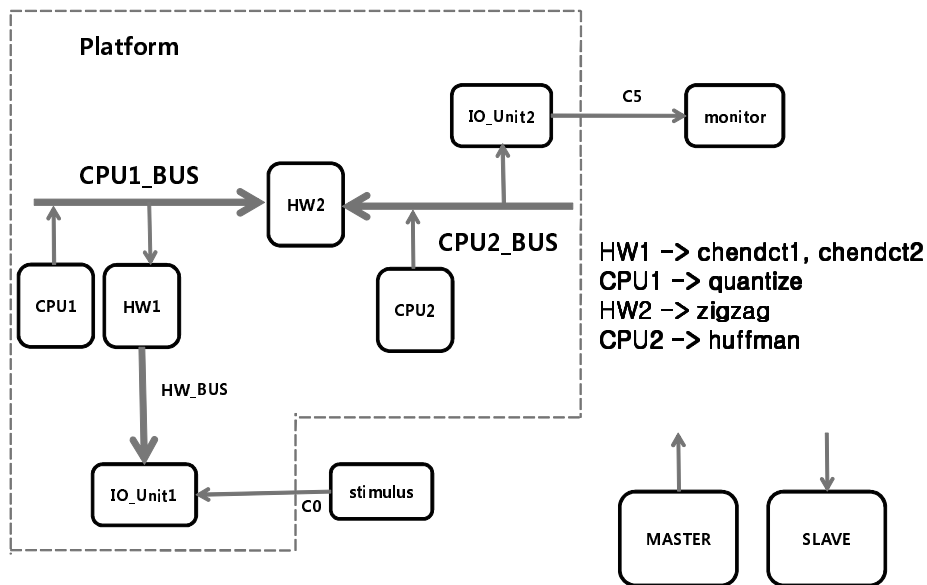 Platform
IO_Unit2
C5
monitor
CPU1_BUS
HW2
CPU2_BUS
CPU1
HW1
CPU2
HW1 -> chendct1, chendct2
CPU1 -> quantize
HW2 -> zigzag
CPU2 -> huffman
HW_BUS
IO_Unit1
C0
stimulus
MASTER
SLAVE